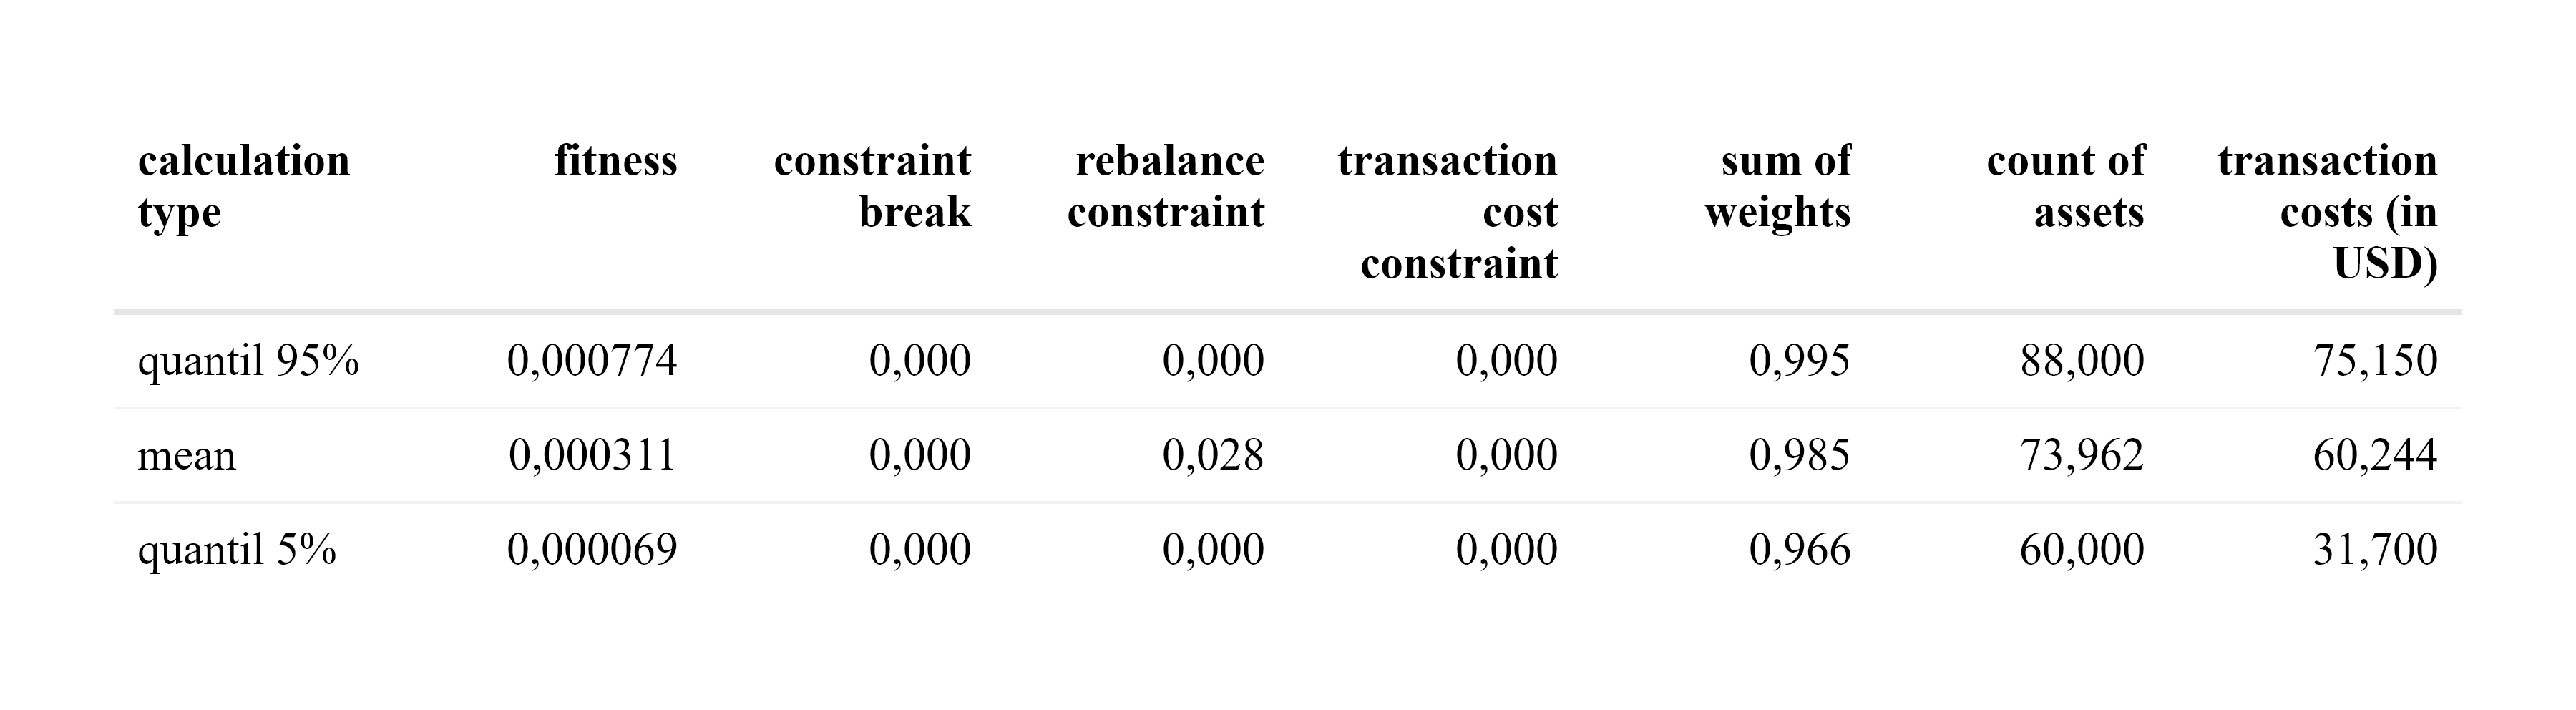 calculation type fitness constraint break rebalance constraint transaction cost constraint sum of weights count of assets transaction costs (in USD)
quantil 95% 0,000774 0,000 0,000 0,000 0,995 88,000 75,150
mean 0,000311 0,000 0,028 0,000 0,985 73,962 60,244
quantil 5% 0,000069 0,000 0,000 0,000 0,966 60,000 31,700